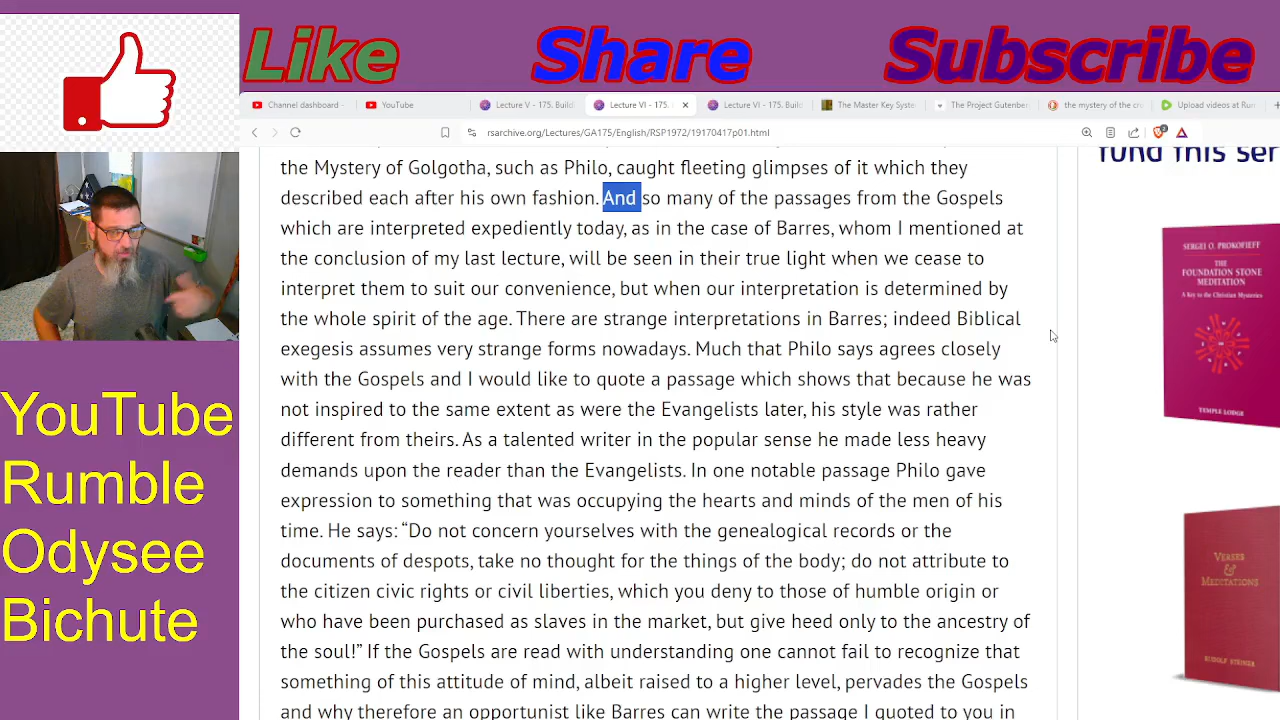 Like Share Subscribe
Channel dashboard - YouTube Lecture V - 175. Build Lecture VI - 175. Lecture VI - 175. Buil The Master Key Syste The Project Gutenbe the mystery of the cro Upload videos at Rum
rsarchive.org/Lectures/GA175/English/RSP1972/19170417p01.html
the Mystery of Golgotha, such as Philo, caught fleeting glimpses of it which they
described each after his own fashion. And so many of the passages from the Gospels
which are interpreted expediently today, as in the case of Barres, whom I mentioned at
the conclusion of my last lecture, will be seen in their true light when we cease to
interpret them to suit our convenience, but when our interpretation is determined by
the whole spirit of the age. There are strange interpretations in Barres; indeed Biblical
exegesis assumes very strange forms nowadays. Much that Philo says agrees closely
with the Gospels and I would like to quote a passage which shows that because he was
not inspired to the same extent as were the Evangelists later, his style was rather
different from theirs. As a talented writer in the popular sense he made less heavy
demands upon the reader than the Evangelists. In one notable passage Philo gave
expression to something that was occupying the hearts and minds of the men of his
time. He says: “Do not concern yourselves with the genealogical records or the
documents of despots, take no thought for the things of the body; do not attribute to
the citizen civic rights or civil liberties, which you deny to those of humble origin or
who have been purchased as slaves in the market, but give heed only to the ancestry of
the soul!” If the Gospels are read with understanding one cannot fail to recognize that
something of this attitude of mind, albeit raised to a higher level, pervades the Gospels
and why therefore an opportunist like Barres can write the passage I quoted to you in
fund this ser
SERGEI O. PROKOFIEFF
THE
FOUNDATION STONE
MEDITATION
A Key to the Christian Mysteries
TEMPLE LODGE
VERSES
&
MEDITATIONS
RUDOLF STEINER
YouTube
Rumble
Odysee
Bichute